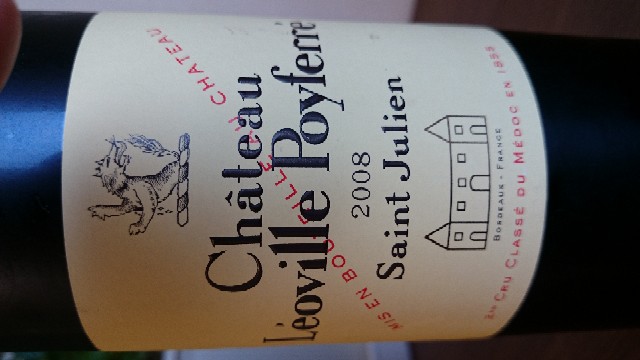 Château
Léoville Poyferré
MIS EN BOUTEILLE AU CHATEAU
2008
Saint Julien
BORDEAUX - FRANCE
2me CRU CLASSÉ DU MÉDOC EN 1855